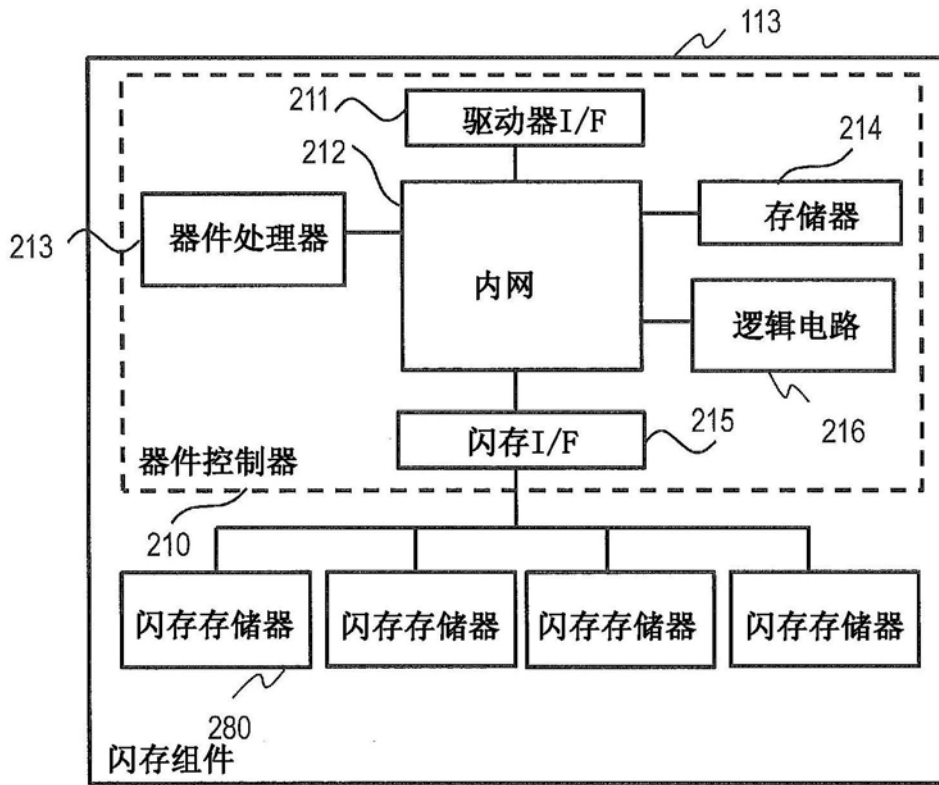 113
211
驱动器I/F
212
214
存储器
213
器件处理器
内网
逻辑电路
闪存I/F
215
216
器件控制器
210
闪存存储器
闪存存储器
闪存存储器
闪存存储器
280
闪存组件